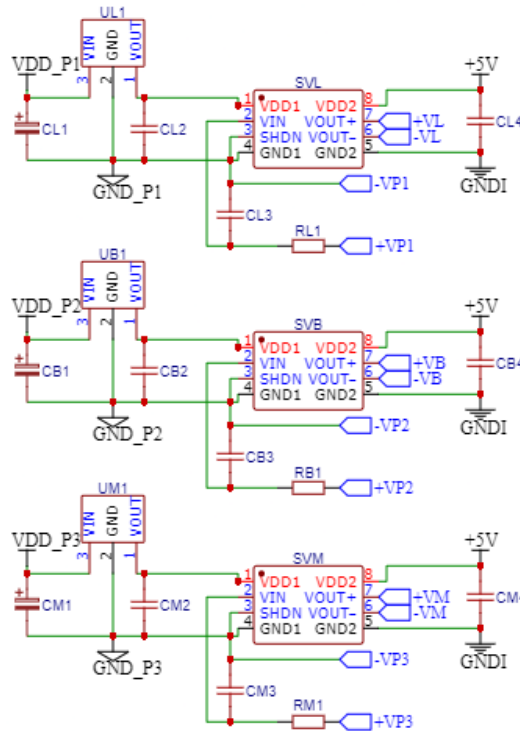 UL1
VDD_P1
VIN GND VOUT
3 2 1
CL1
CL2
GND_P1
SVL
1 VDD1 VDD2 8
2 VIN VOUT+ 7
3 SHDN VOUT- 6
4 GND1 GND2 5
+VL
-VL
+5V
CL4
GNDI
-VP1
CL3
RL1
+VP1
UB1
VDD_P2
VIN GND VOUT
3 2 1
CB1
CB2
GND_P2
SVB
1 VDD1 VDD2 8
2 VIN VOUT+ 7
3 SHDN VOUT- 6
4 GND1 GND2 5
+VB
-VB
+5V
CB4
GNDI
-VP2
CB3
RB1
+VP2
UM1
VDD_P3
VIN GND VOUT
3 2 1
CM1
CM2
GND_P3
SVM
1 VDD1 VDD2 8
2 VIN VOUT+ 7
3 SHDN VOUT- 6
4 GND1 GND2 5
+VM
-VM
+5V
GNDI
-VP3
CM3
RM1
+VP3